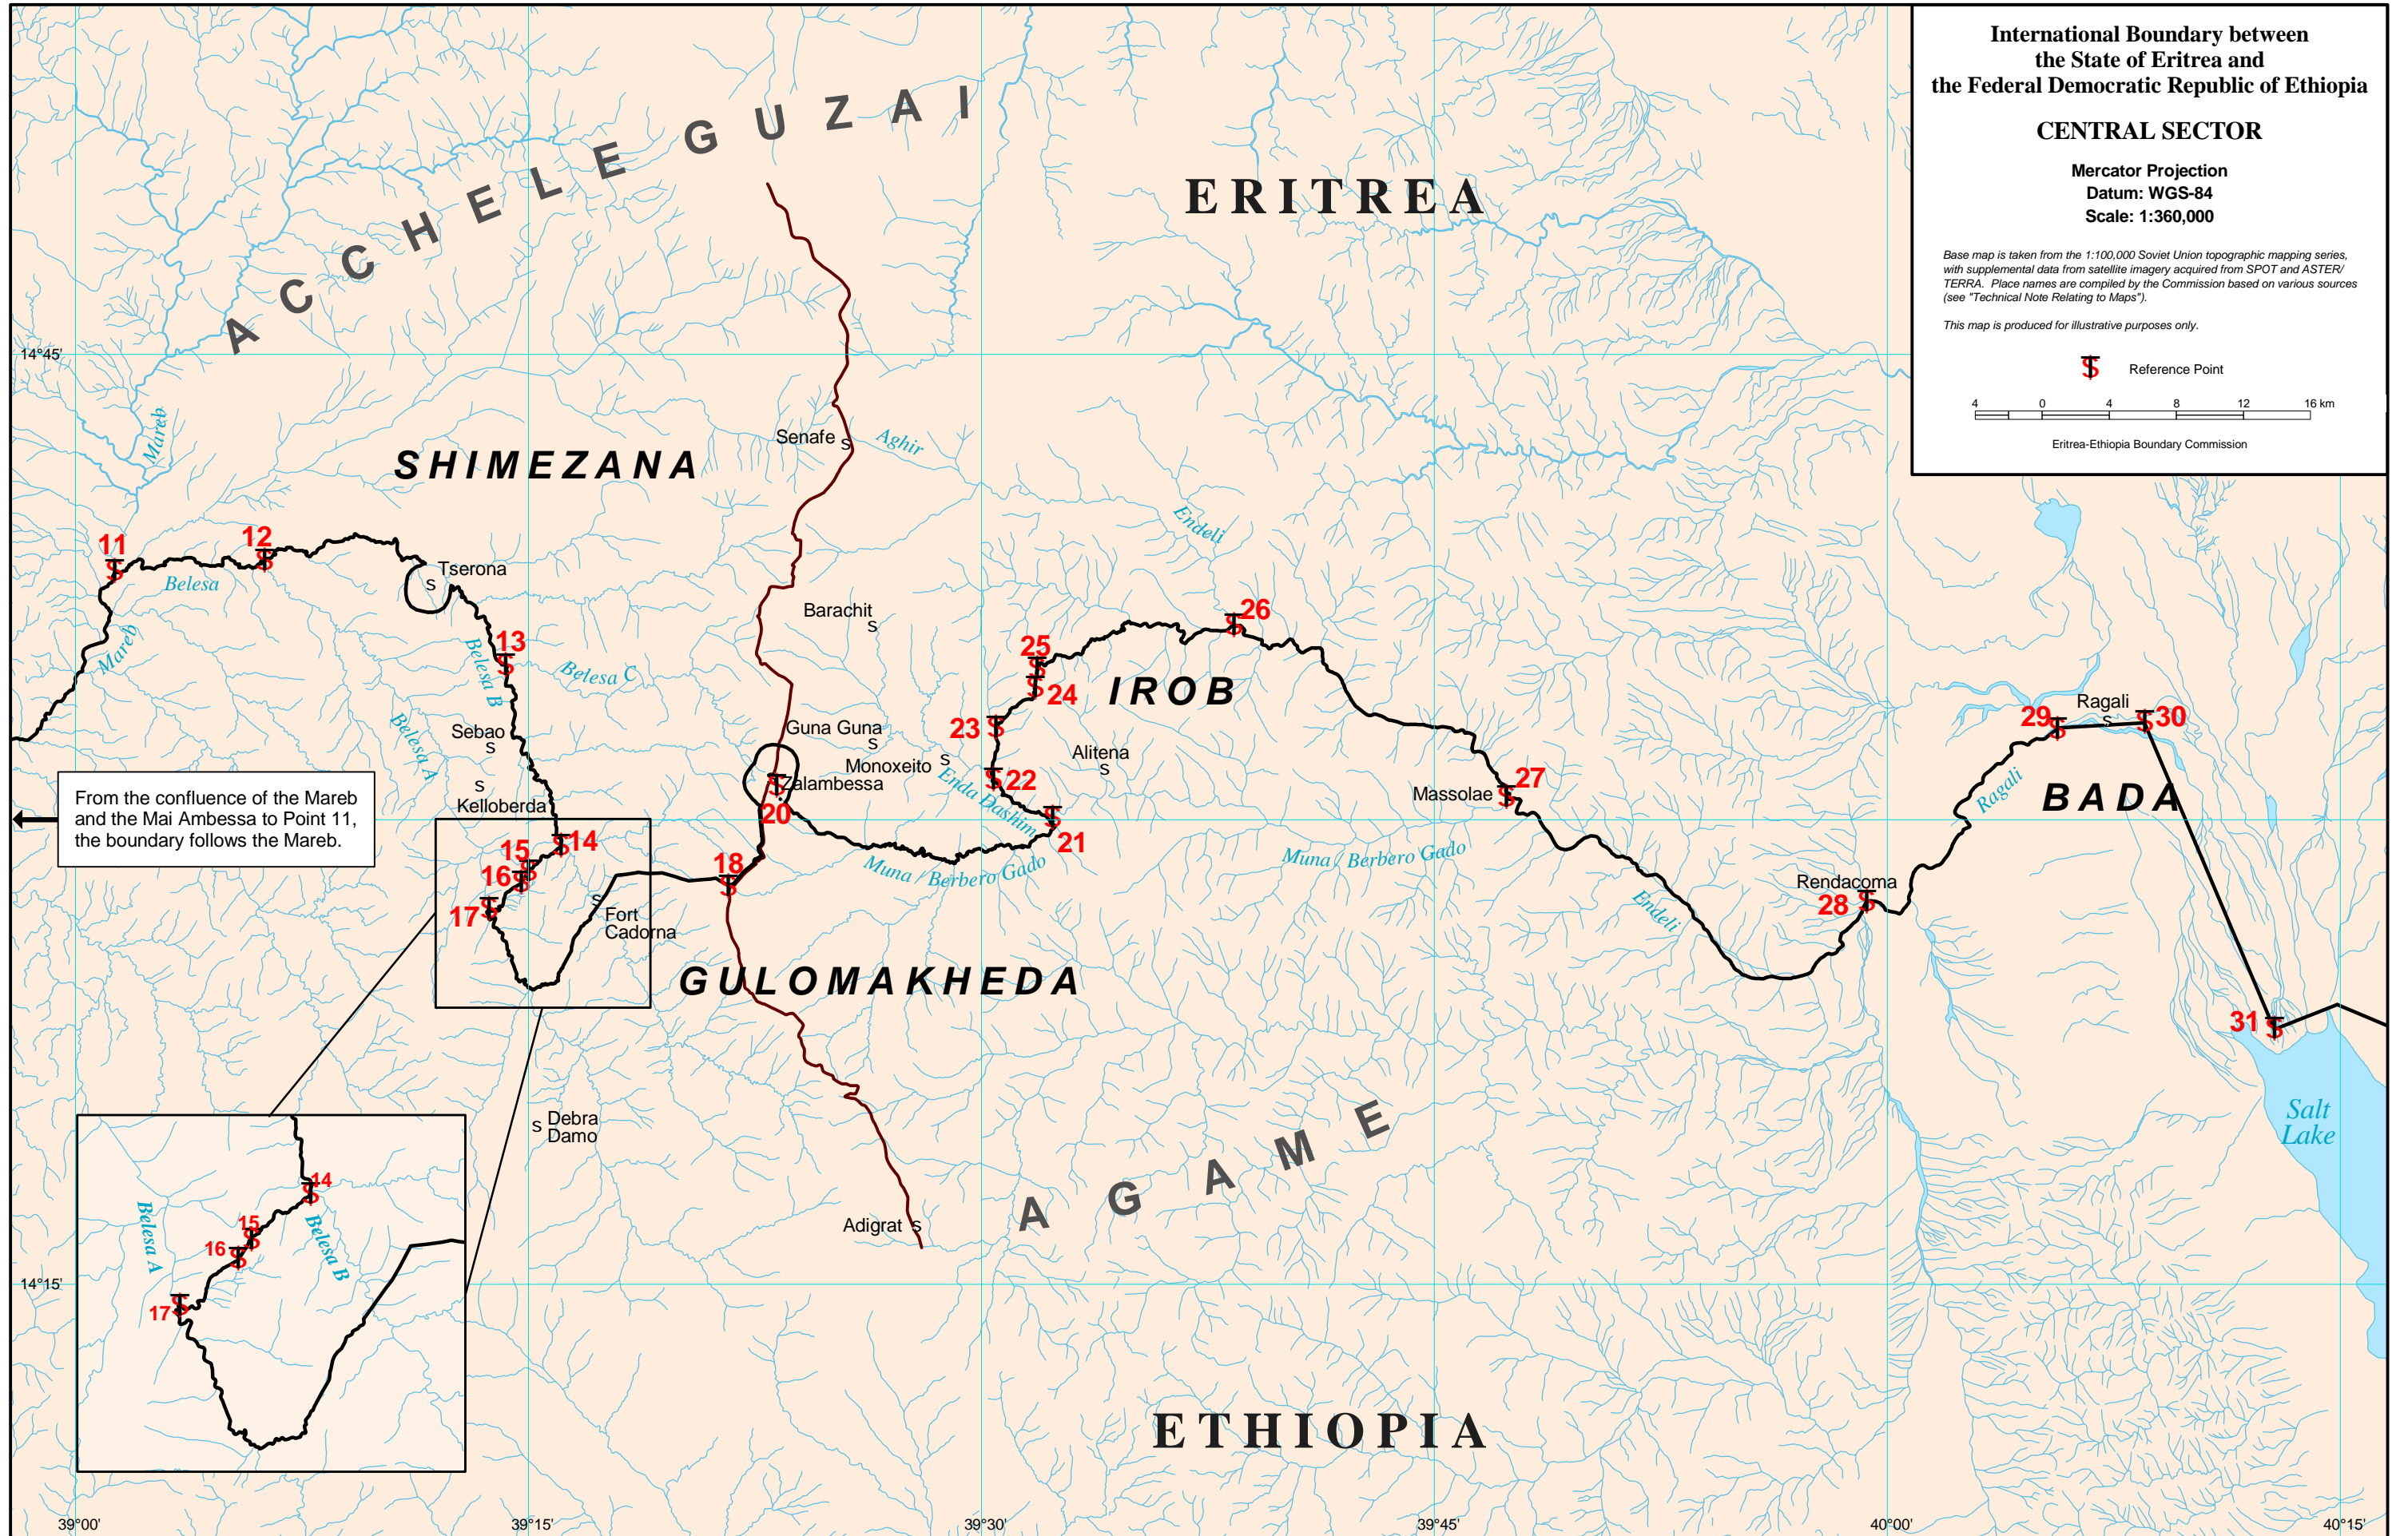 International Boundary between
the State of Eritrea and
the Federal Democratic Republic of Ethiopia
CENTRAL SECTOR
Mercator Projection
Datum: WGS-84
Scale: 1:360,000
Base map is taken from the 1:100,000 Soviet Union topographic mapping series,
with supplemental data from satellite imagery acquired from SPOT and ASTER/
TERRA. Place names are compiled by the Commission based on various sources
(see "Technical Note Relating to Maps").
This map is produced for illustrative purposes only.
$ Reference Point
4 0 4 8 12 16 km
Eritrea-Ethiopia Boundary Commission
ACCHELE GUZAI
ERITREA
14°45'
Mareb
Senafe s
Aghir
SHIMEZANA
Endeli
11
12
Belesa
Tserona
s
Mareb
13
Belesa B
Belesa C
Barachit
s
26
25
24
IROB
23
Belesa A
Sebao
s
Guna Guna
s
Monoxeito s
Alitena
s
Ragali
s
29
30
22
Zalambessa
20
Enda Dashim
27
Massolae
Ragali
BADA
s
Kelloberda
From the confluence of the Mareb
and the Mai Ambessa to Point 11,
the boundary follows the Mareb.
14
15
16
17
18
21
Muna / Berbero Gado
Muna / Berbero Gado
s
Fort
Cadorna
Rendacoma
28
Endeli
GULOMAKHEDA
31
Salt
Lake
s Debra
Damo
AGAME
Adigrat s
14
15
16
17
Belesa A
Belesa B
14°15'
ETHIOPIA
39°00'
39°15'
39°30'
39°45'
40°00'
40°15'